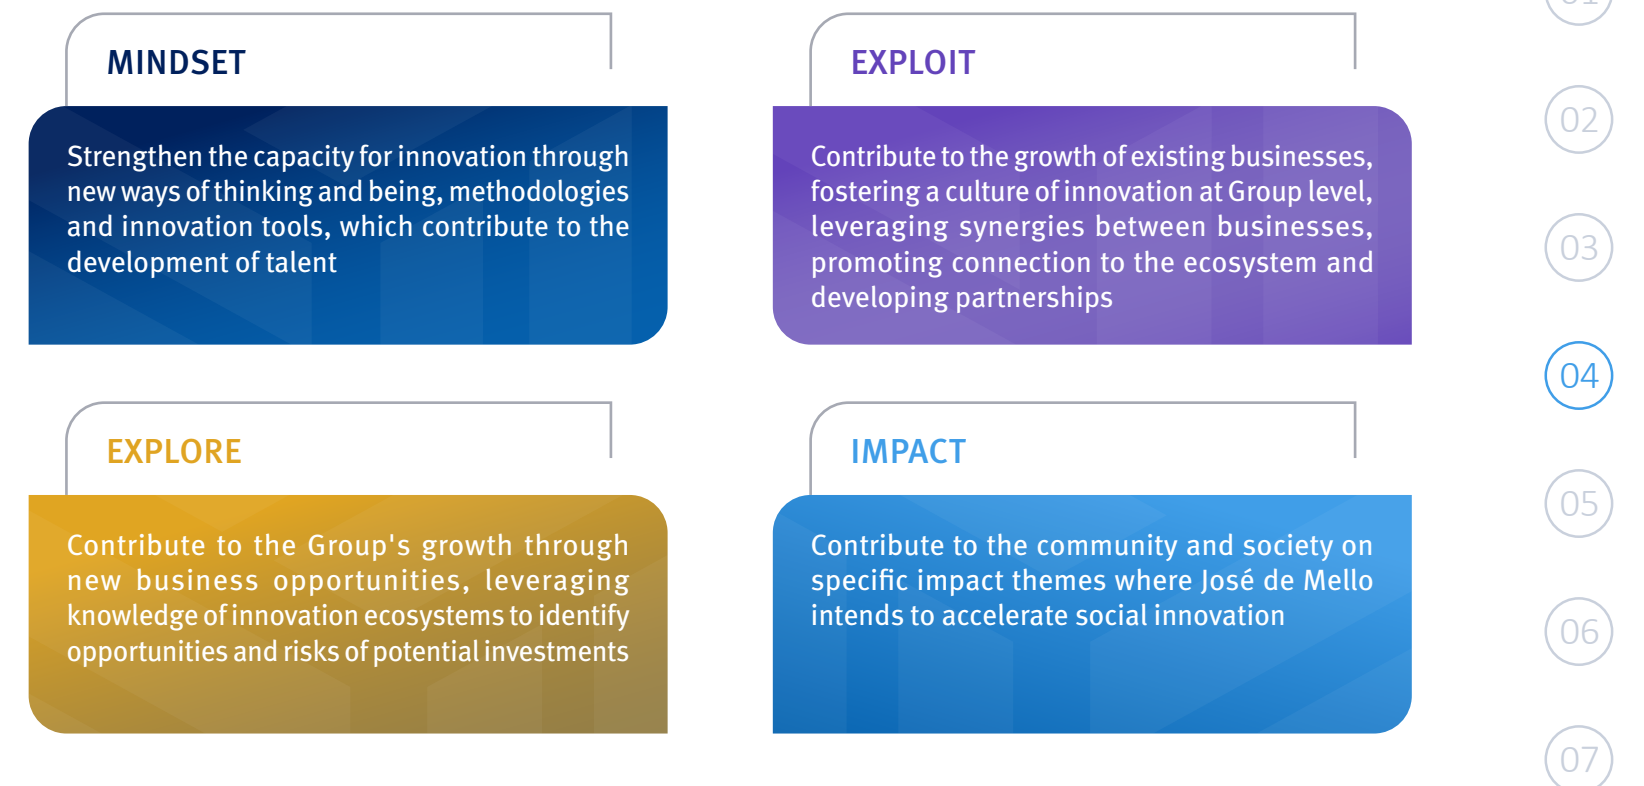 MINDSET
Strengthen the capacity for innovation through
new ways of thinking and being, methodologies
and innovation tools, which contribute to the
development of talent
EXPLOIT
Contribute to the growth of existing businesses,
fostering a culture of innovation at Group level,
leveraging synergies between businesses,
promoting connection to the ecosystem and
developing partnerships
EXPLORE
Contribute to the Group's growth through
new business opportunities, leveraging
knowledge of innovation ecosystems to identify
opportunities and risks of potential investments
IMPACT
Contribute to the community and society on
specific impact themes where José de Mello
intends to accelerate social innovation
01
02
03
04
05
06
07